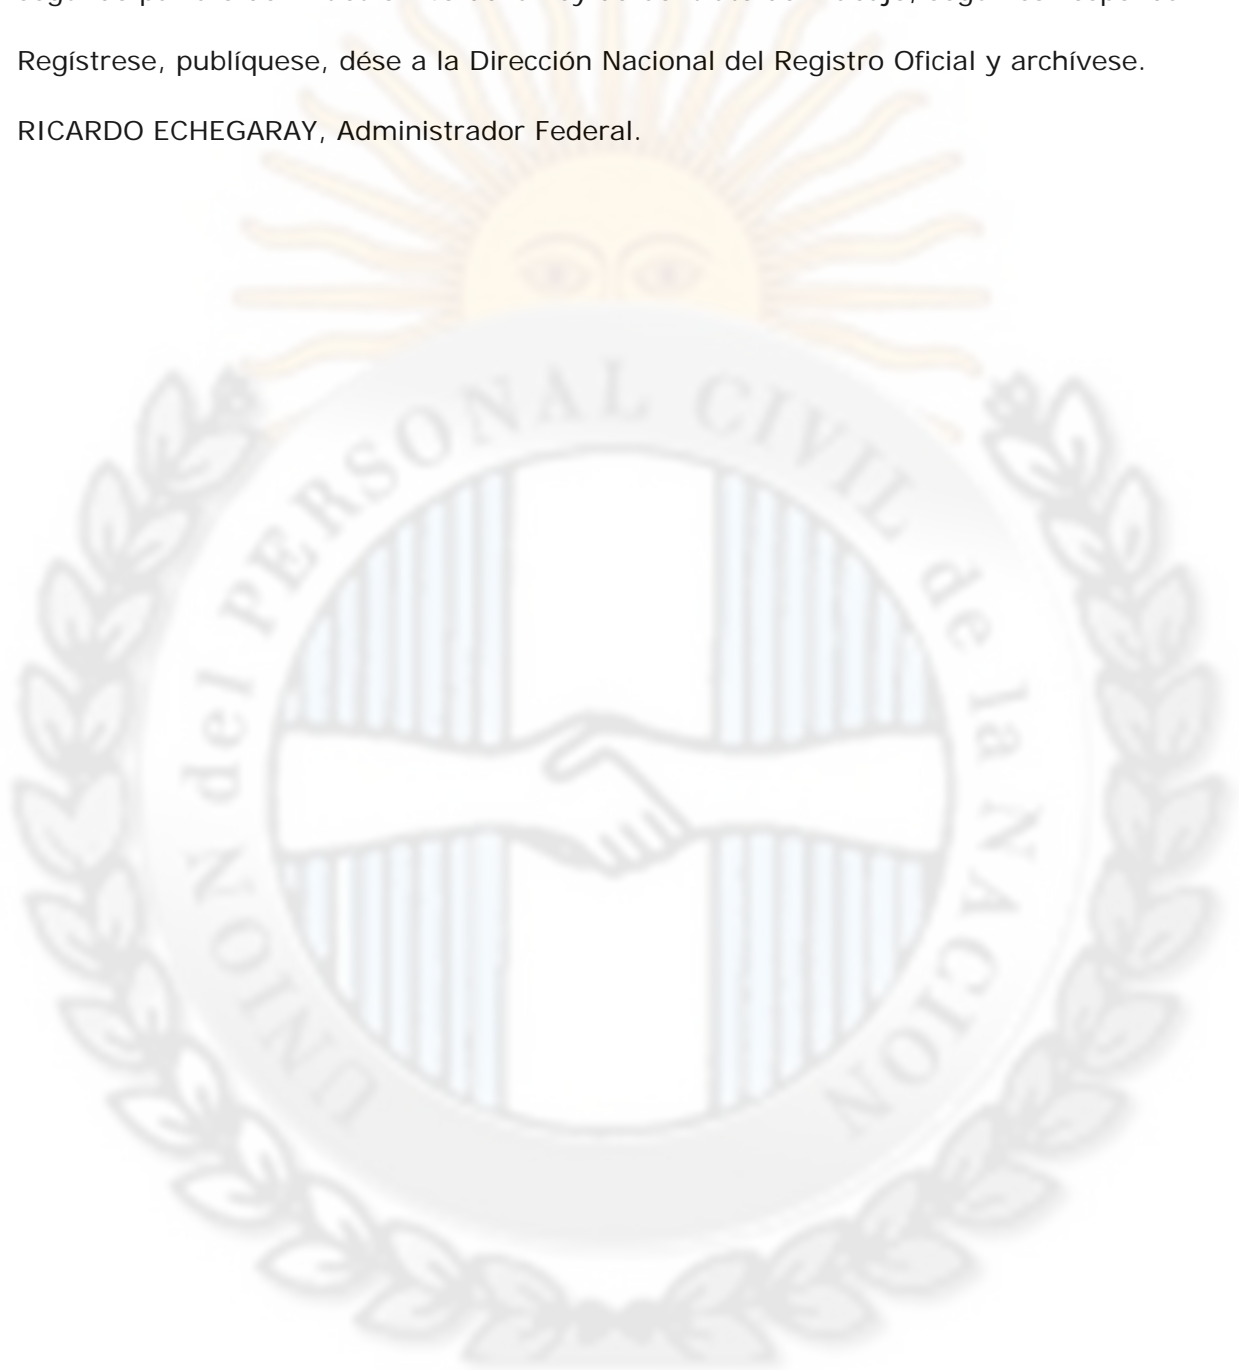 Regístrese, publíquese, dése a la Dirección Nacional del Registro Oficial y archívese.
RICARDO ECHEGARAY, Administrador Federal.
UNION del PERSONAL CIVIL de la NACION